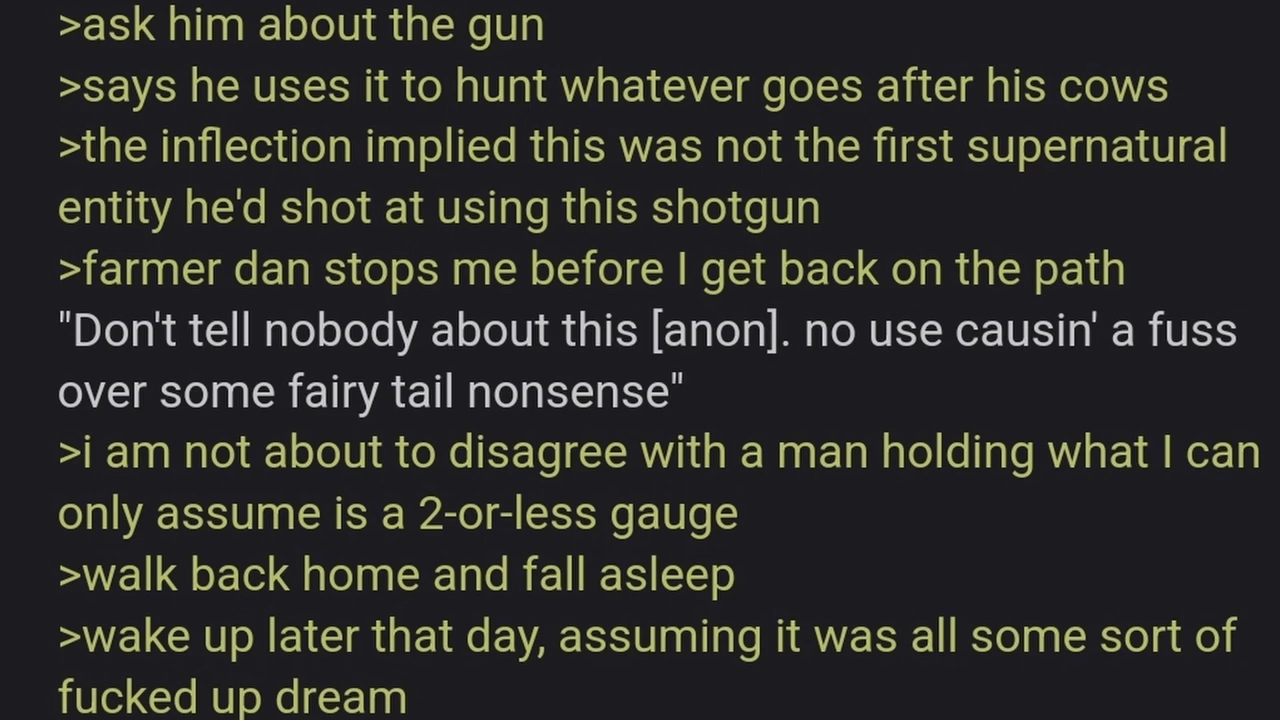 >ask him about the gun
>says he uses it to hunt whatever goes after his cows
>the inflection implied this was not the first supernatural
entity he'd shot at using this shotgun
>farmer dan stops me before I get back on the path
"Don't tell nobody about this [anon]. no use causin' a fuss
over some fairy tail nonsense"
>i am not about to disagree with a man holding what I can
only assume is a 2-or-less gauge
>walk back home and fall asleep
>wake up later that day, assuming it was all some sort of
fucked up dream